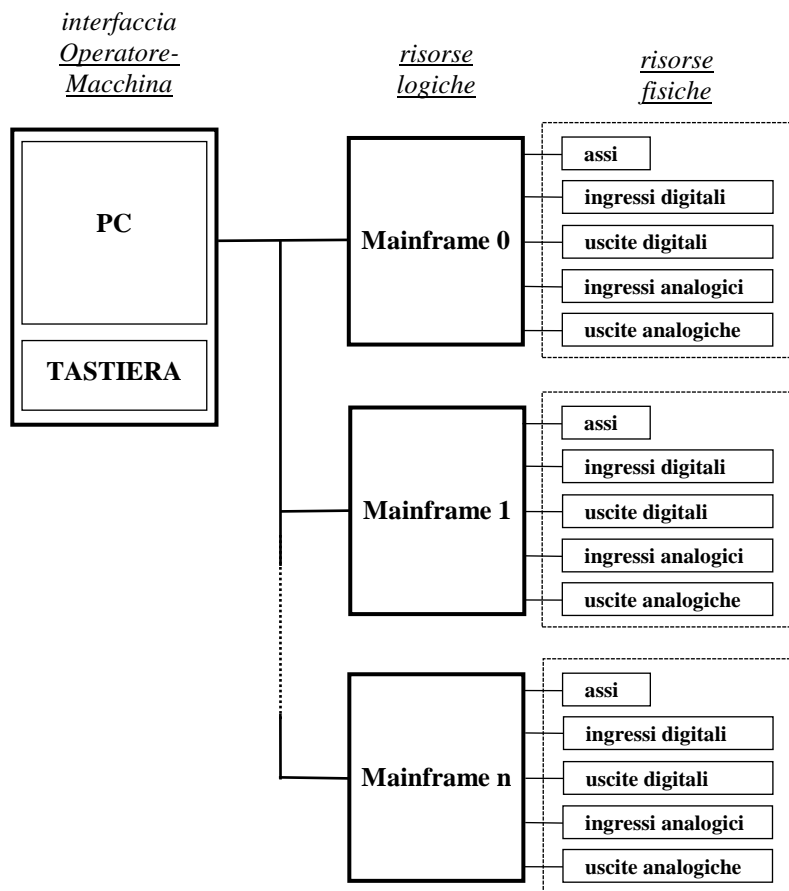 interfaccia
Operatore-
Macchina
risorse
logiche
risorse
fisiche
PC
TASTIERA
Mainframe 0
assi
ingressi digitali
uscite digitali
ingressi analogici
uscite analogiche
Mainframe 1
assi
ingressi digitali
uscite digitali
ingressi analogici
uscite analogiche
Mainframe n
assi
ingressi digitali
uscite digitali
ingressi analogici
uscite analogiche